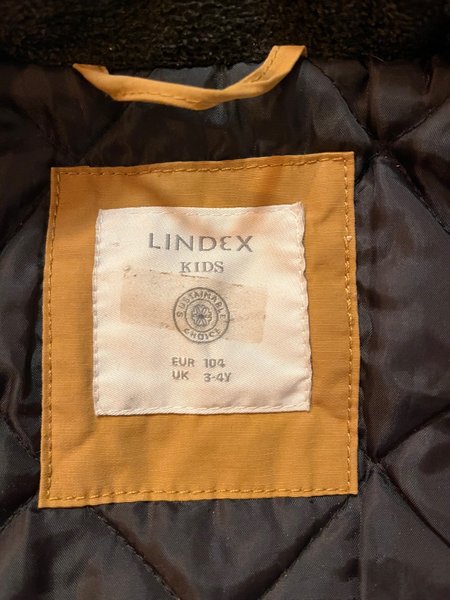 LINDEX
KIDS
SUSTAINABLE
CHOICE
EUR 104
UK 3-4Y